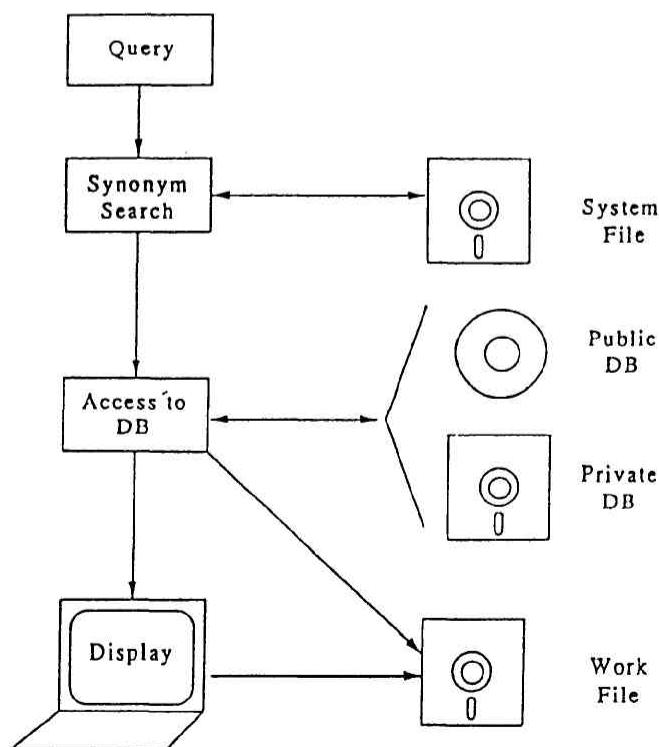 Query
Synonym
Search
System
File
Public
DB
Access to
DB
Private
DB
Display
Work
File